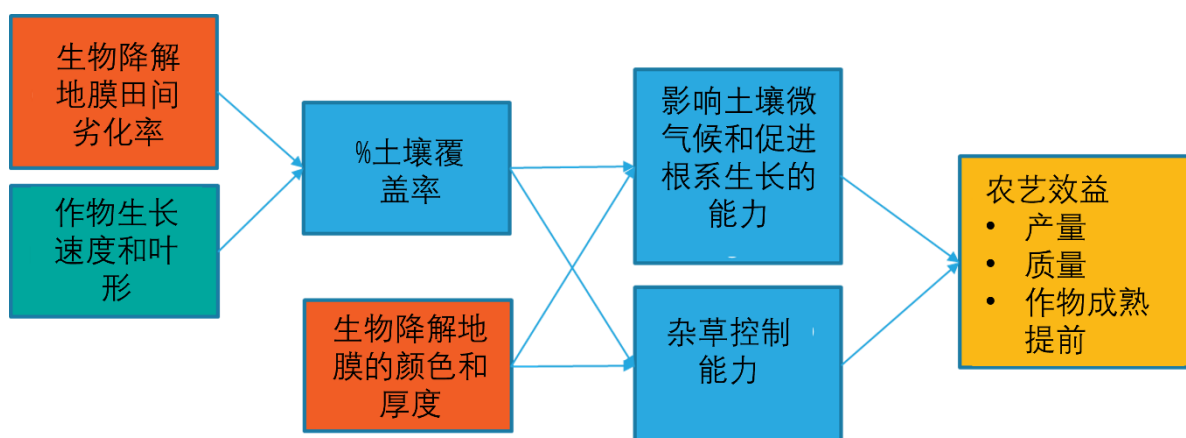 生物降解
地膜田间
劣化率
作物生长
速度和叶
形
%土壤覆
盖率
生物降解地
膜的颜色和
厚度
影响土壤微
气候和促进
根系生长的
能力
杂草控制
能力
农艺效益
• 产量
• 质量
• 作物成熟
提前